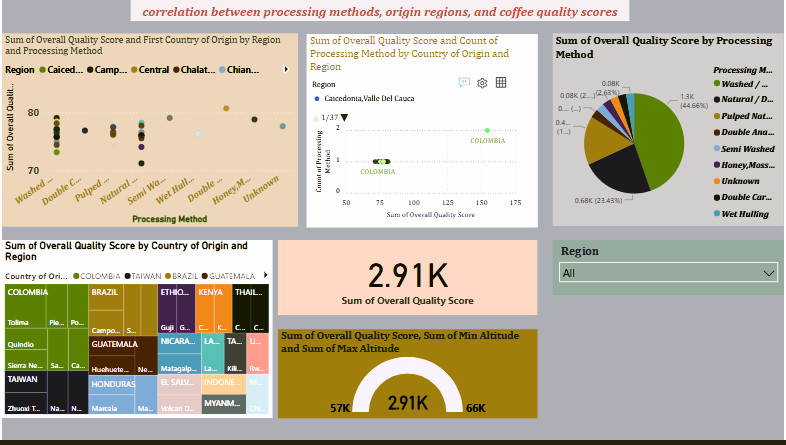 correlation between processing methods, origin regions, and coffee quality scores
Sum of Overall Quality Score and First Country of Origin by Region
and Processing Method
Region Caiced... Camp... Central Chalat... Chian...
Sum of Overall Qualit...
80
70
Washed ...
Double C...
Pulped ...
Natural ...
Semi Wa...
Wet Hull...
Double ...
Honey,M...
Unknown
Processing Method
Sum of Overall Quality Score and Count of
Processing Method by Country of Origin and
Region
Region
Caicedonia,Valle Del Cauca
1/37
Count of Processing
Method
2
1
0
COLOMBIA
COLOMBIA
50 75 100 125 150 175
Sum of Overall Quality Score
Sum of Overall Quality Score by Processing
Method
0.08K
(2.63%)
0.08K (2...)
0... (...)
0.4...
(1...)
1.3K
(44.66%)
0.68K (23.43%)
Processing M...
Washed / ...
Natural / D...
Pulped Nat...
Double Ana...
Semi Washed
Honey,Moss...
Unknown
Double Car...
Wet Hulling
Sum of Overall Quality Score by Country of Origin and
Region
Country of Ori... COLOMBIA TAIWAN BRAZIL GUATEMALA
COLOMBIA
Tolima
Pie...
Po...
Quindio
Sierra Ne...
Sa...
Ca...
TAIWAN
Zhuoxi T...
Na...
N...
BRAZIL
Campo...
S...
GUATEMALA
Huehuete...
Ne...
HONDURAS
Marcala
Ma...
ETHIO...
Guji
G...
KENYA
C...
K...
THAIL...
C...
C...
NICARA...
Matagalp...
LA...
La...
TA...
Kili...
U...
Rw...
EL SALV...
Volcan D...
INDONE...
MYANM...
M...
Chi...
2.91K
Sum of Overall Quality Score
Sum of Overall Quality Score, Sum of Min Altitude
and Sum of Max Altitude
57K
2.91K
66K
Region
All